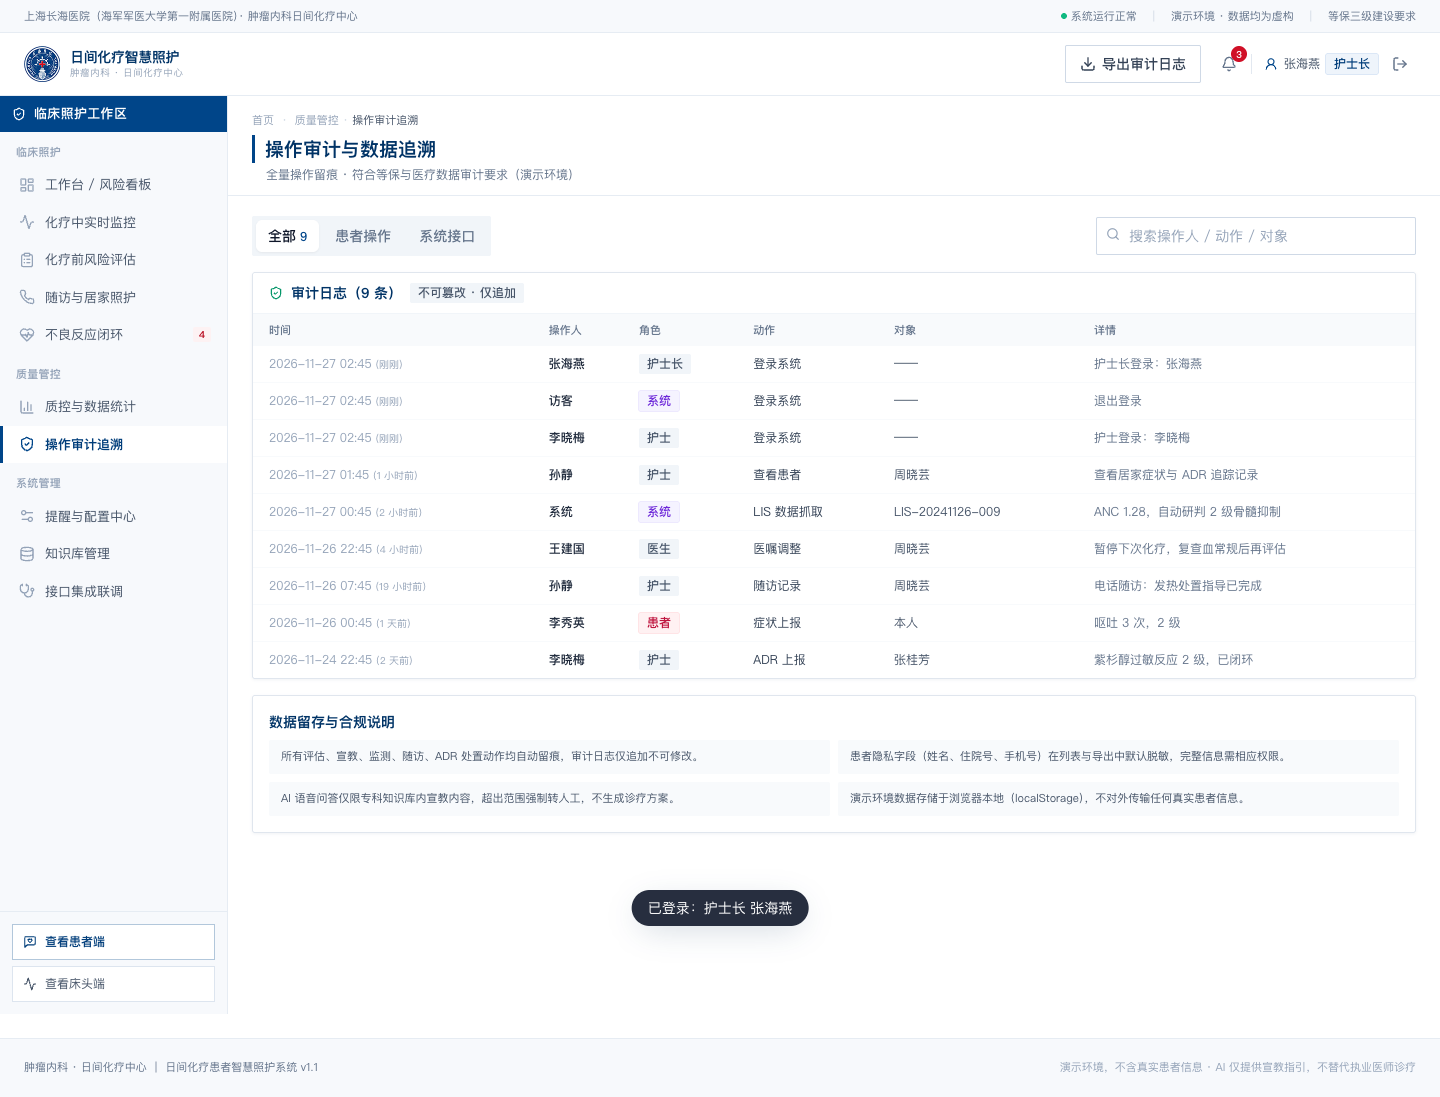 上海长海医院（海军军医大学第一附属医院）· 肿瘤内科日间化疗中心
系统运行正常 | 演示环境 · 数据均为虚构 | 等保三级建设要求
日间化疗智慧照护
肿瘤内科 · 日间化疗中心
导出审计日志
3
张海燕 护士长
临床照护工作区
临床照护
工作台 / 风险看板
化疗中实时监控
化疗前风险评估
随访与居家照护
不良反应闭环 4
质量管控
质控与数据统计
操作审计追溯
系统管理
提醒与配置中心
知识库管理
接口集成联调
查看患者端
查看床头端
首页 · 质量管控 · 操作审计追溯
操作审计与数据追溯
全量操作留痕 · 符合等保与医疗数据审计要求（演示环境）
全部 9 患者操作 系统接口
搜索操作人 / 动作 / 对象
审计日志（9 条） 不可篡改 · 仅追加
时间 操作人 角色 动作 对象 详情
2026-11-27 02:45 (刚刚) 张海燕 护士长 登录系统 —— 护士长登录：张海燕
2026-11-27 02:45 (刚刚) 访客 系统 登录系统 —— 退出登录
2026-11-27 02:45 (刚刚) 李晓梅 护士 登录系统 —— 护士登录：李晓梅
2026-11-27 01:45 (1 小时前) 孙静 护士 查看患者 周晓芸 查看居家症状与 ADR 追踪记录
2026-11-27 00:45 (2 小时前) 系统 系统 LIS 数据抓取 LIS-20241126-009 ANC 1.28，自动研判 2 级骨髓抑制
2026-11-26 22:45 (4 小时前) 王建国 医生 医嘱调整 周晓芸 暂停下次化疗，复查血常规后再评估
2026-11-26 07:45 (19 小时前) 孙静 护士 随访记录 周晓芸 电话随访：发热处置指导已完成
2026-11-26 00:45 (1 天前) 李秀英 患者 症状上报 本人 呕吐 3 次，2 级
2026-11-24 22:45 (2 天前) 李晓梅 护士 ADR 上报 张桂芳 紫杉醇过敏反应 2 级，已闭环
数据留存与合规说明
所有评估、宣教、监测、随访、ADR 处置动作均自动留痕，审计日志仅追加不可修改。
患者隐私字段（姓名、住院号、手机号）在列表与导出中默认脱敏，完整信息需相应权限。
AI 语音问答仅限专科知识库内宣教内容，超出范围强制转人工，不生成诊疗方案。
演示环境数据存储于浏览器本地（localStorage），不对外传输任何真实患者信息。
已登录：护士长 张海燕
肿瘤内科 · 日间化疗中心 | 日间化疗患者智慧照护系统 v1.1
演示环境，不含真实患者信息 · AI 仅提供宣教指引，不替代执业医师诊疗